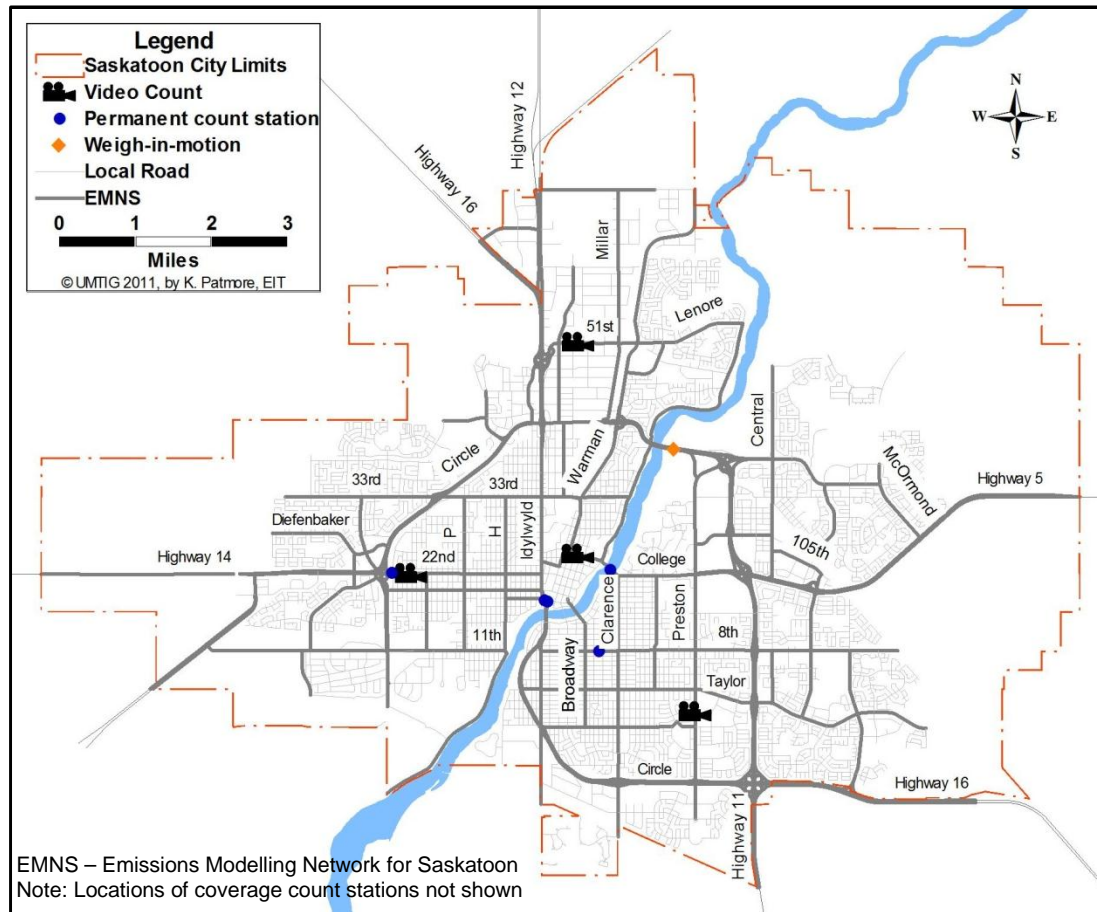 Legend
Saskatoon City Limits
Video Count
Permanent count station
Weigh-in-motion
Local Road
EMNS
0 1 2 3
Miles
© UMTIG 2011, by K. Patmore, EIT
Highway 12
Highway 16
N
W E
S
Millar
51st
Lenore
Central
Warman
Circle
McOrmond
33rd
33rd
Highway 5
Diefenbaker
P
H
Idylwyld
105th
Highway 14
22nd
College
Clarence
Preston
11th
8th
Broadway
Taylor
Circle
Highway 16
Highway 11
EMNS – Emissions Modelling Network for Saskatoon
Note: Locations of coverage count stations not shown